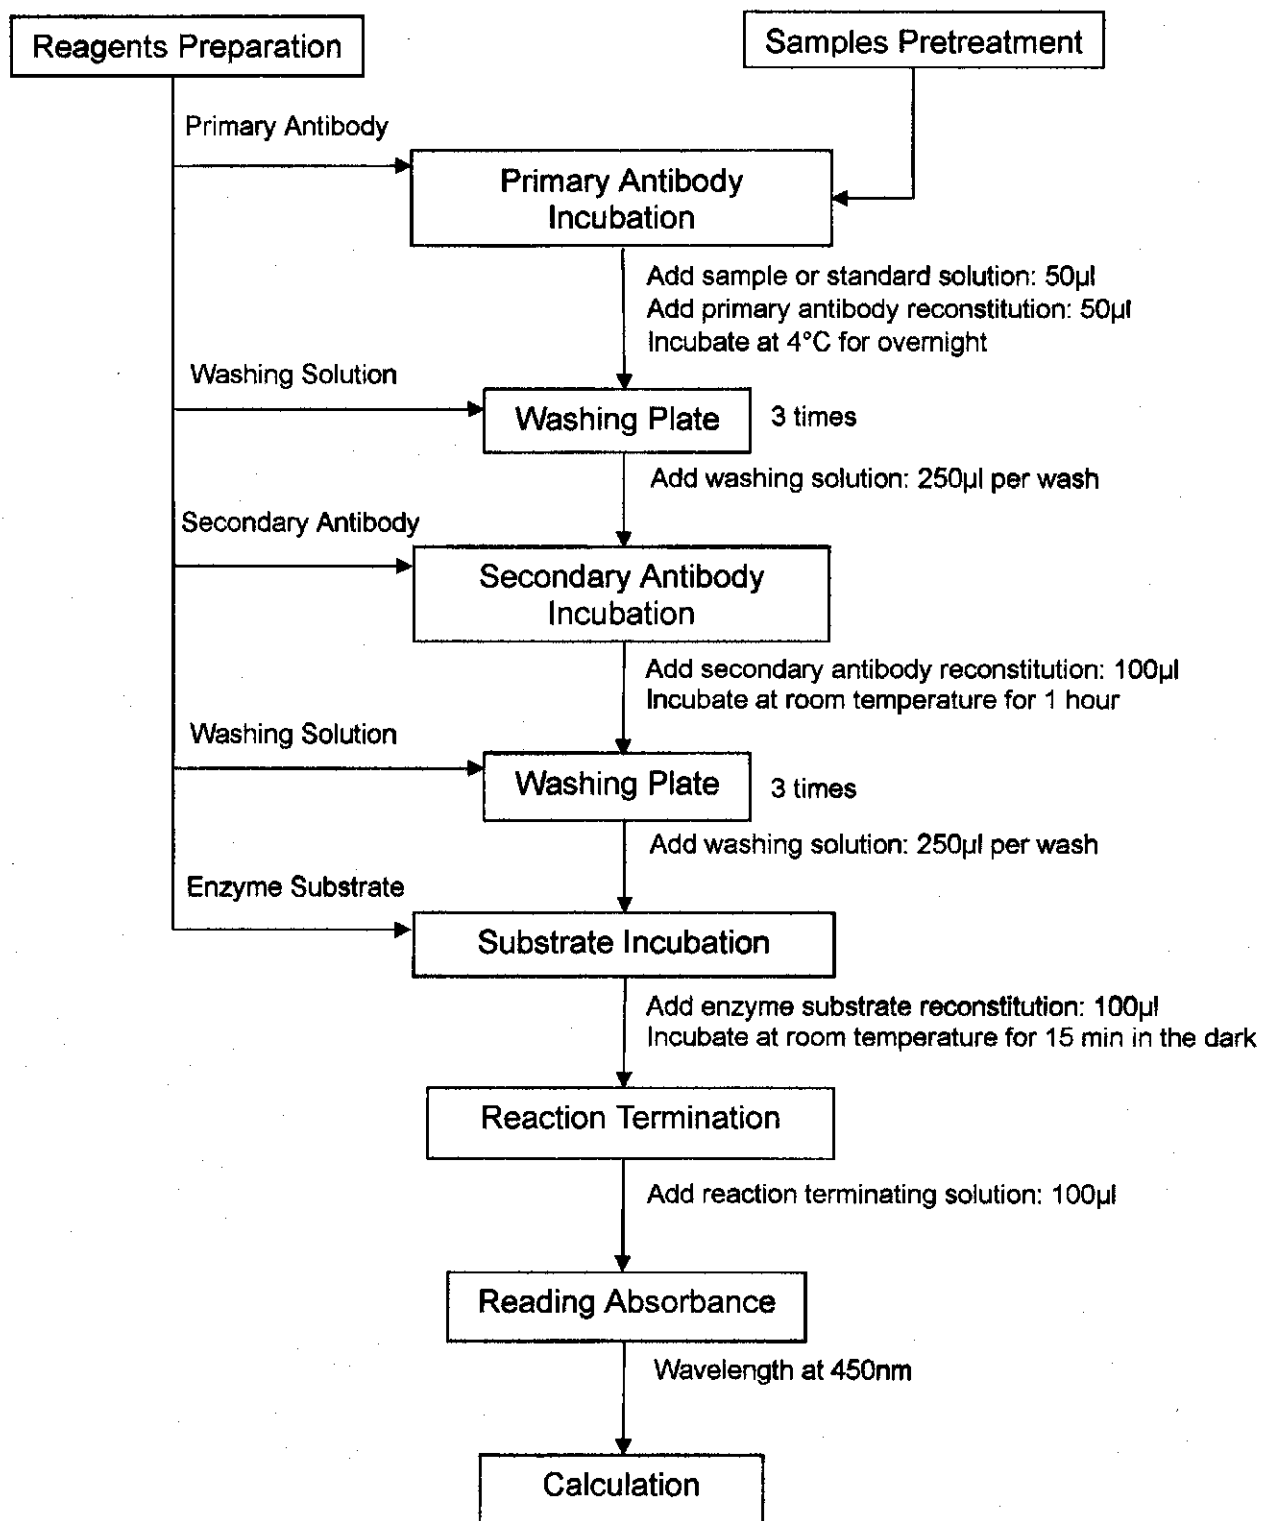 Reagents Preparation
Samples Pretreatment
Primary Antibody
Primary Antibody
Incubation
Add sample or standard solution: 50µl
Add primary antibody reconstitution: 50µl
Incubate at 4°C for overnight
Washing Solution
Washing Plate
3 times
Add washing solution: 250µl per wash
Secondary Antibody
Secondary Antibody
Incubation
Add secondary antibody reconstitution: 100µl
Incubate at room temperature for 1 hour
Washing Solution
Washing Plate
3 times
Add washing solution: 250µl per wash
Enzyme Substrate
Substrate Incubation
Add enzyme substrate reconstitution: 100µl
Incubate at room temperature for 15 min in the dark
Reaction Termination
Add reaction terminating solution: 100µl
Reading Absorbance
Wavelength at 450nm
Calculation